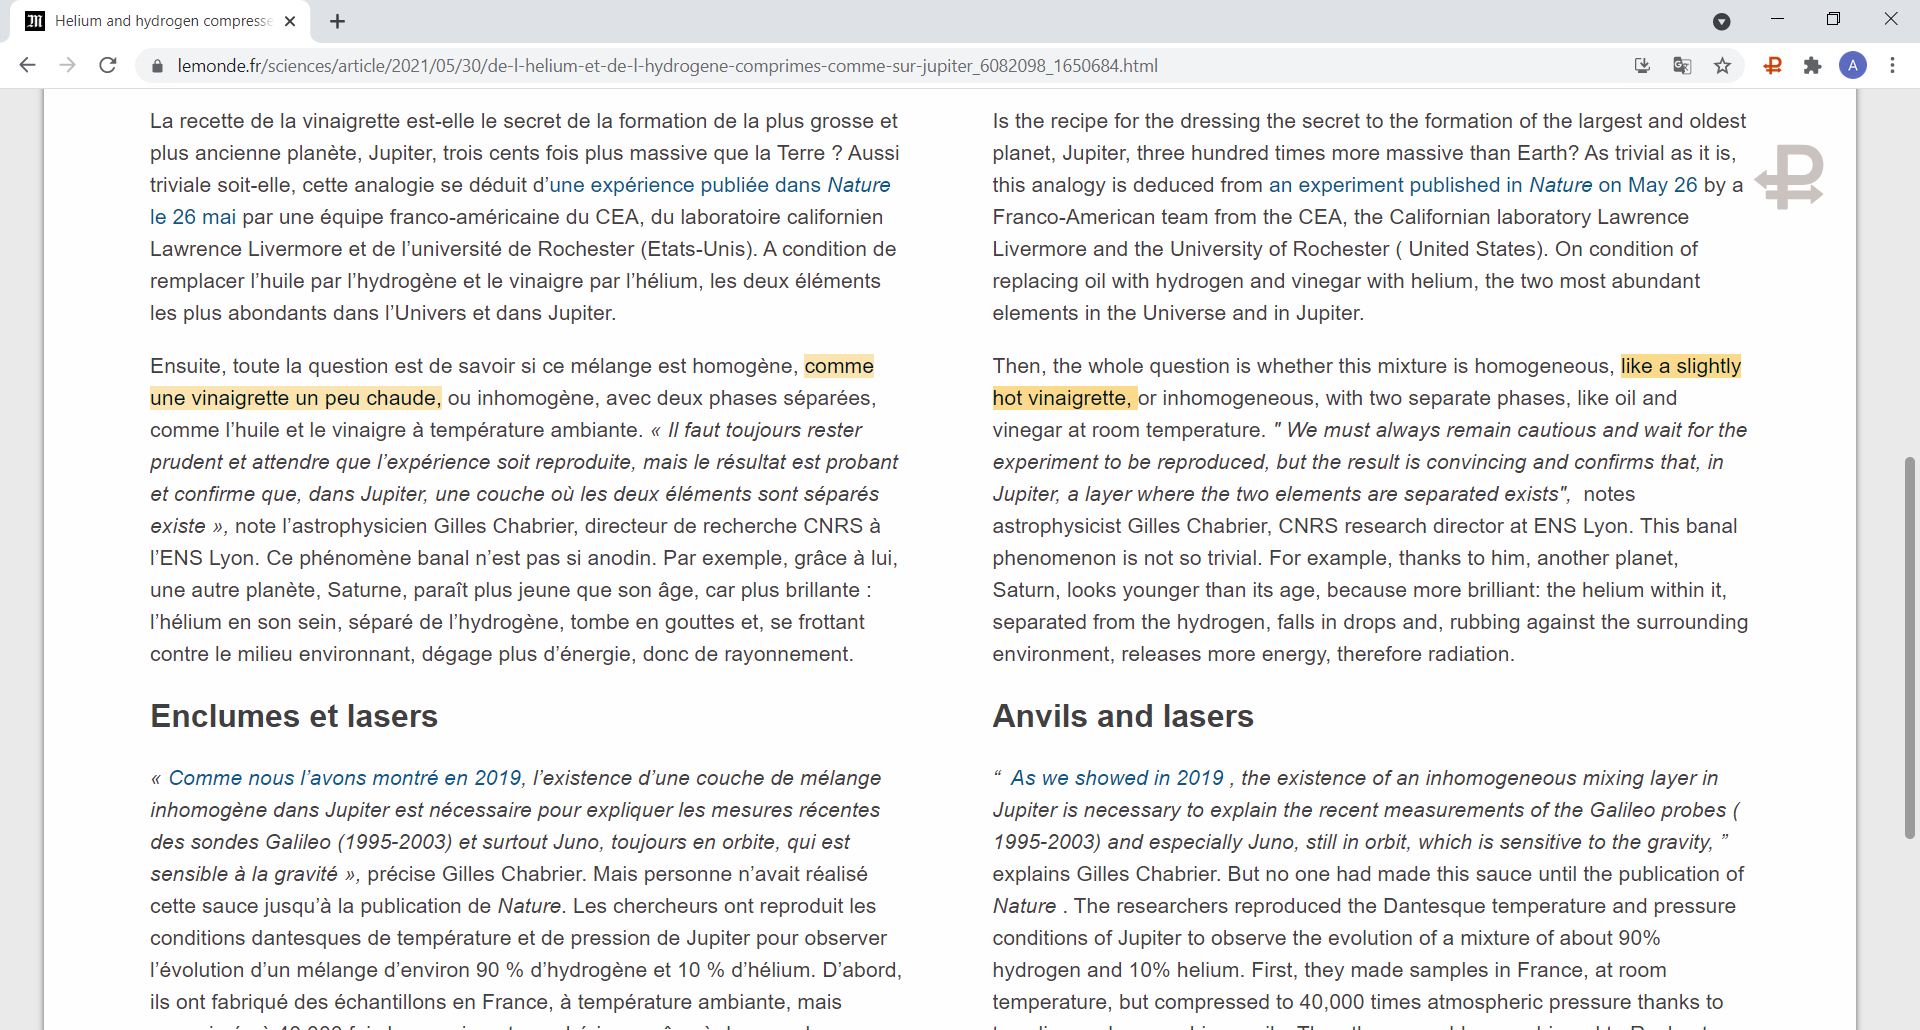 Helium and hydrogen compresse
lemonde.fr/sciences/article/2021/05/30/de-l-helium-et-de-l-hydrogene-comprimes-comme-sur-jupiter_6082098_1650684.html
A
La recette de la vinaigrette est-elle le secret de la formation de la plus grosse et
plus ancienne planète, Jupiter, trois cents fois plus massive que la Terre ? Aussi
triviale soit-elle, cette analogie se déduit d’une expérience publiée dans Nature
le 26 mai par une équipe franco-américaine du CEA, du laboratoire californien
Lawrence Livermore et de l’université de Rochester (Etats-Unis). A condition de
remplacer l’huile par l’hydrogène et le vinaigre par l’hélium, les deux éléments
les plus abondants dans l’Univers et dans Jupiter.
Ensuite, toute la question est de savoir si ce mélange est homogène, comme
une vinaigrette un peu chaude, ou inhomogène, avec deux phases séparées,
comme l’huile et le vinaigre à température ambiante. « Il faut toujours rester
prudent et attendre que l’expérience soit reproduite, mais le résultat est probant
et confirme que, dans Jupiter, une couche où les deux éléments sont séparés
existe », note l’astrophysicien Gilles Chabrier, directeur de recherche CNRS à
l’ENS Lyon. Ce phénomène banal n’est pas si anodin. Par exemple, grâce à lui,
une autre planète, Saturne, paraît plus jeune que son âge, car plus brillante :
l’hélium en son sein, séparé de l’hydrogène, tombe en gouttes et, se frottant
contre le milieu environnant, dégage plus d’énergie, donc de rayonnement.
Enclumes et lasers
« Comme nous l’avons montré en 2019, l’existence d’une couche de mélange
inhomogène dans Jupiter est nécessaire pour expliquer les mesures récentes
des sondes Galileo (1995-2003) et surtout Juno, toujours en orbite, qui est
sensible à la gravité », précise Gilles Chabrier. Mais personne n’avait réalisé
cette sauce jusqu’à la publication de Nature. Les chercheurs ont reproduit les
conditions dantesques de température et de pression de Jupiter pour observer
l’évolution d’un mélange d’environ 90 % d’hydrogène et 10 % d’hélium. D’abord,
ils ont fabriqué des échantillons en France, à température ambiante, mais
Is the recipe for the dressing the secret to the formation of the largest and oldest
planet, Jupiter, three hundred times more massive than Earth? As trivial as it is,
this analogy is deduced from an experiment published in Nature on May 26 by a
Franco-American team from the CEA, the Californian laboratory Lawrence
Livermore and the University of Rochester ( United States). On condition of
replacing oil with hydrogen and vinegar with helium, the two most abundant
elements in the Universe and in Jupiter.
Then, the whole question is whether this mixture is homogeneous, like a slightly
hot vinaigrette, or inhomogeneous, with two separate phases, like oil and
vinegar at room temperature. " We must always remain cautious and wait for the
experiment to be reproduced, but the result is convincing and confirms that, in
Jupiter, a layer where the two elements are separated exists", notes
astrophysicist Gilles Chabrier, CNRS research director at ENS Lyon. This banal
phenomenon is not so trivial. For example, thanks to him, another planet,
Saturn, looks younger than its age, because more brilliant: the helium within it,
separated from the hydrogen, falls in drops and, rubbing against the surrounding
environment, releases more energy, therefore radiation.
Anvils and lasers
“ As we showed in 2019 , the existence of an inhomogeneous mixing layer in
Jupiter is necessary to explain the recent measurements of the Galileo probes (
1995-2003) and especially Juno, still in orbit, which is sensitive to the gravity, ”
explains Gilles Chabrier. But no one had made this sauce until the publication of
Nature . The researchers reproduced the Dantesque temperature and pressure
conditions of Jupiter to observe the evolution of a mixture of about 90%
hydrogen and 10% helium. First, they made samples in France, at room
temperature, but compressed to 40,000 times atmospheric pressure thanks to